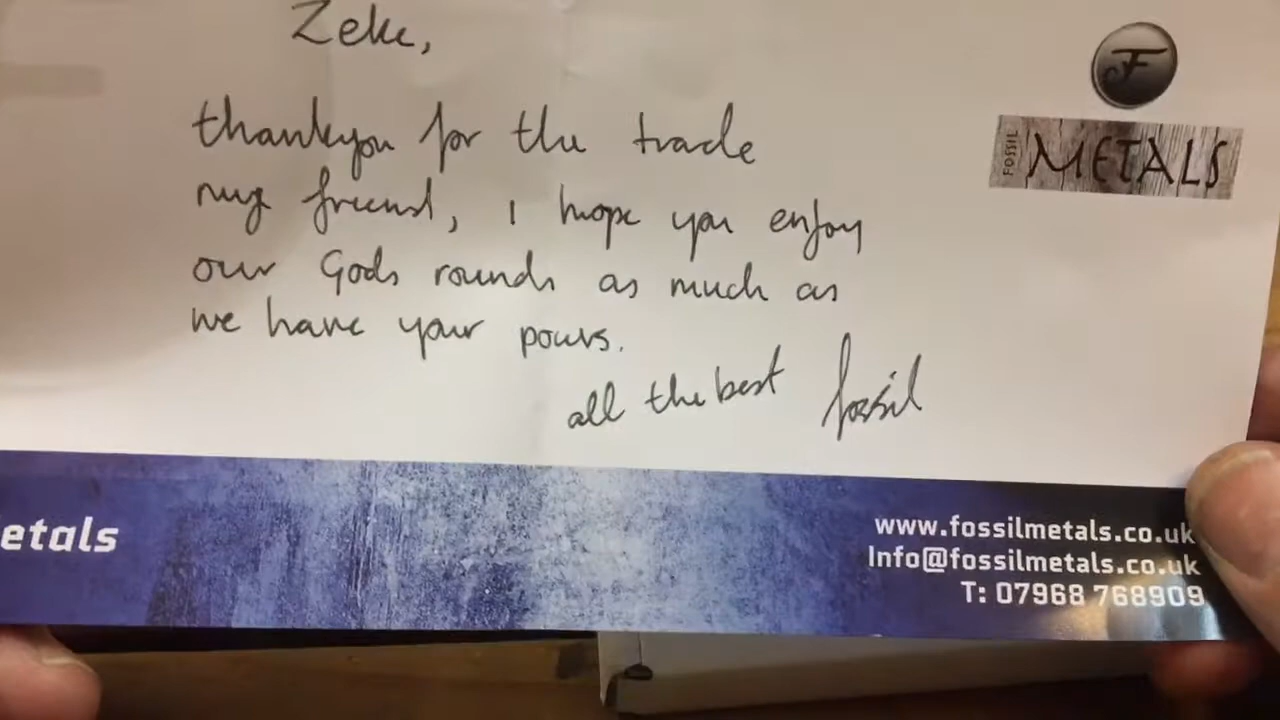 Zeke,
thankyou for the trade
my friend, I hope you enjoy
our Gods rounds as much as
we have your pours.
all the best fossil
F
FOSSIL METALS
etals
www.fossilmetals.co.uk
Info@fossilmetals.co.uk
T: 07968 768909